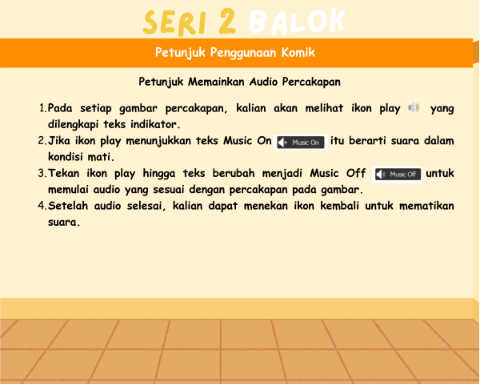 SERI 2 BALOK
Petunjuk Penggunaan Komik
Petunjuk Memainkan Audio Percakapan
1.Pada setiap gambar percakapan, kalian akan melihat ikon play yang
dilengkapi teks indikator.
2.Jika ikon play menunjukkan teks Music On Music On itu berarti suara dalam
kondisi mati.
3.Tekan ikon play hingga teks berubah menjadi Music Off Music Off untuk
memulai audio yang sesuai dengan percakapan pada gambar.
4.Setelah audio selesai, kalian dapat menekan ikon kembali untuk mematikan
suara.